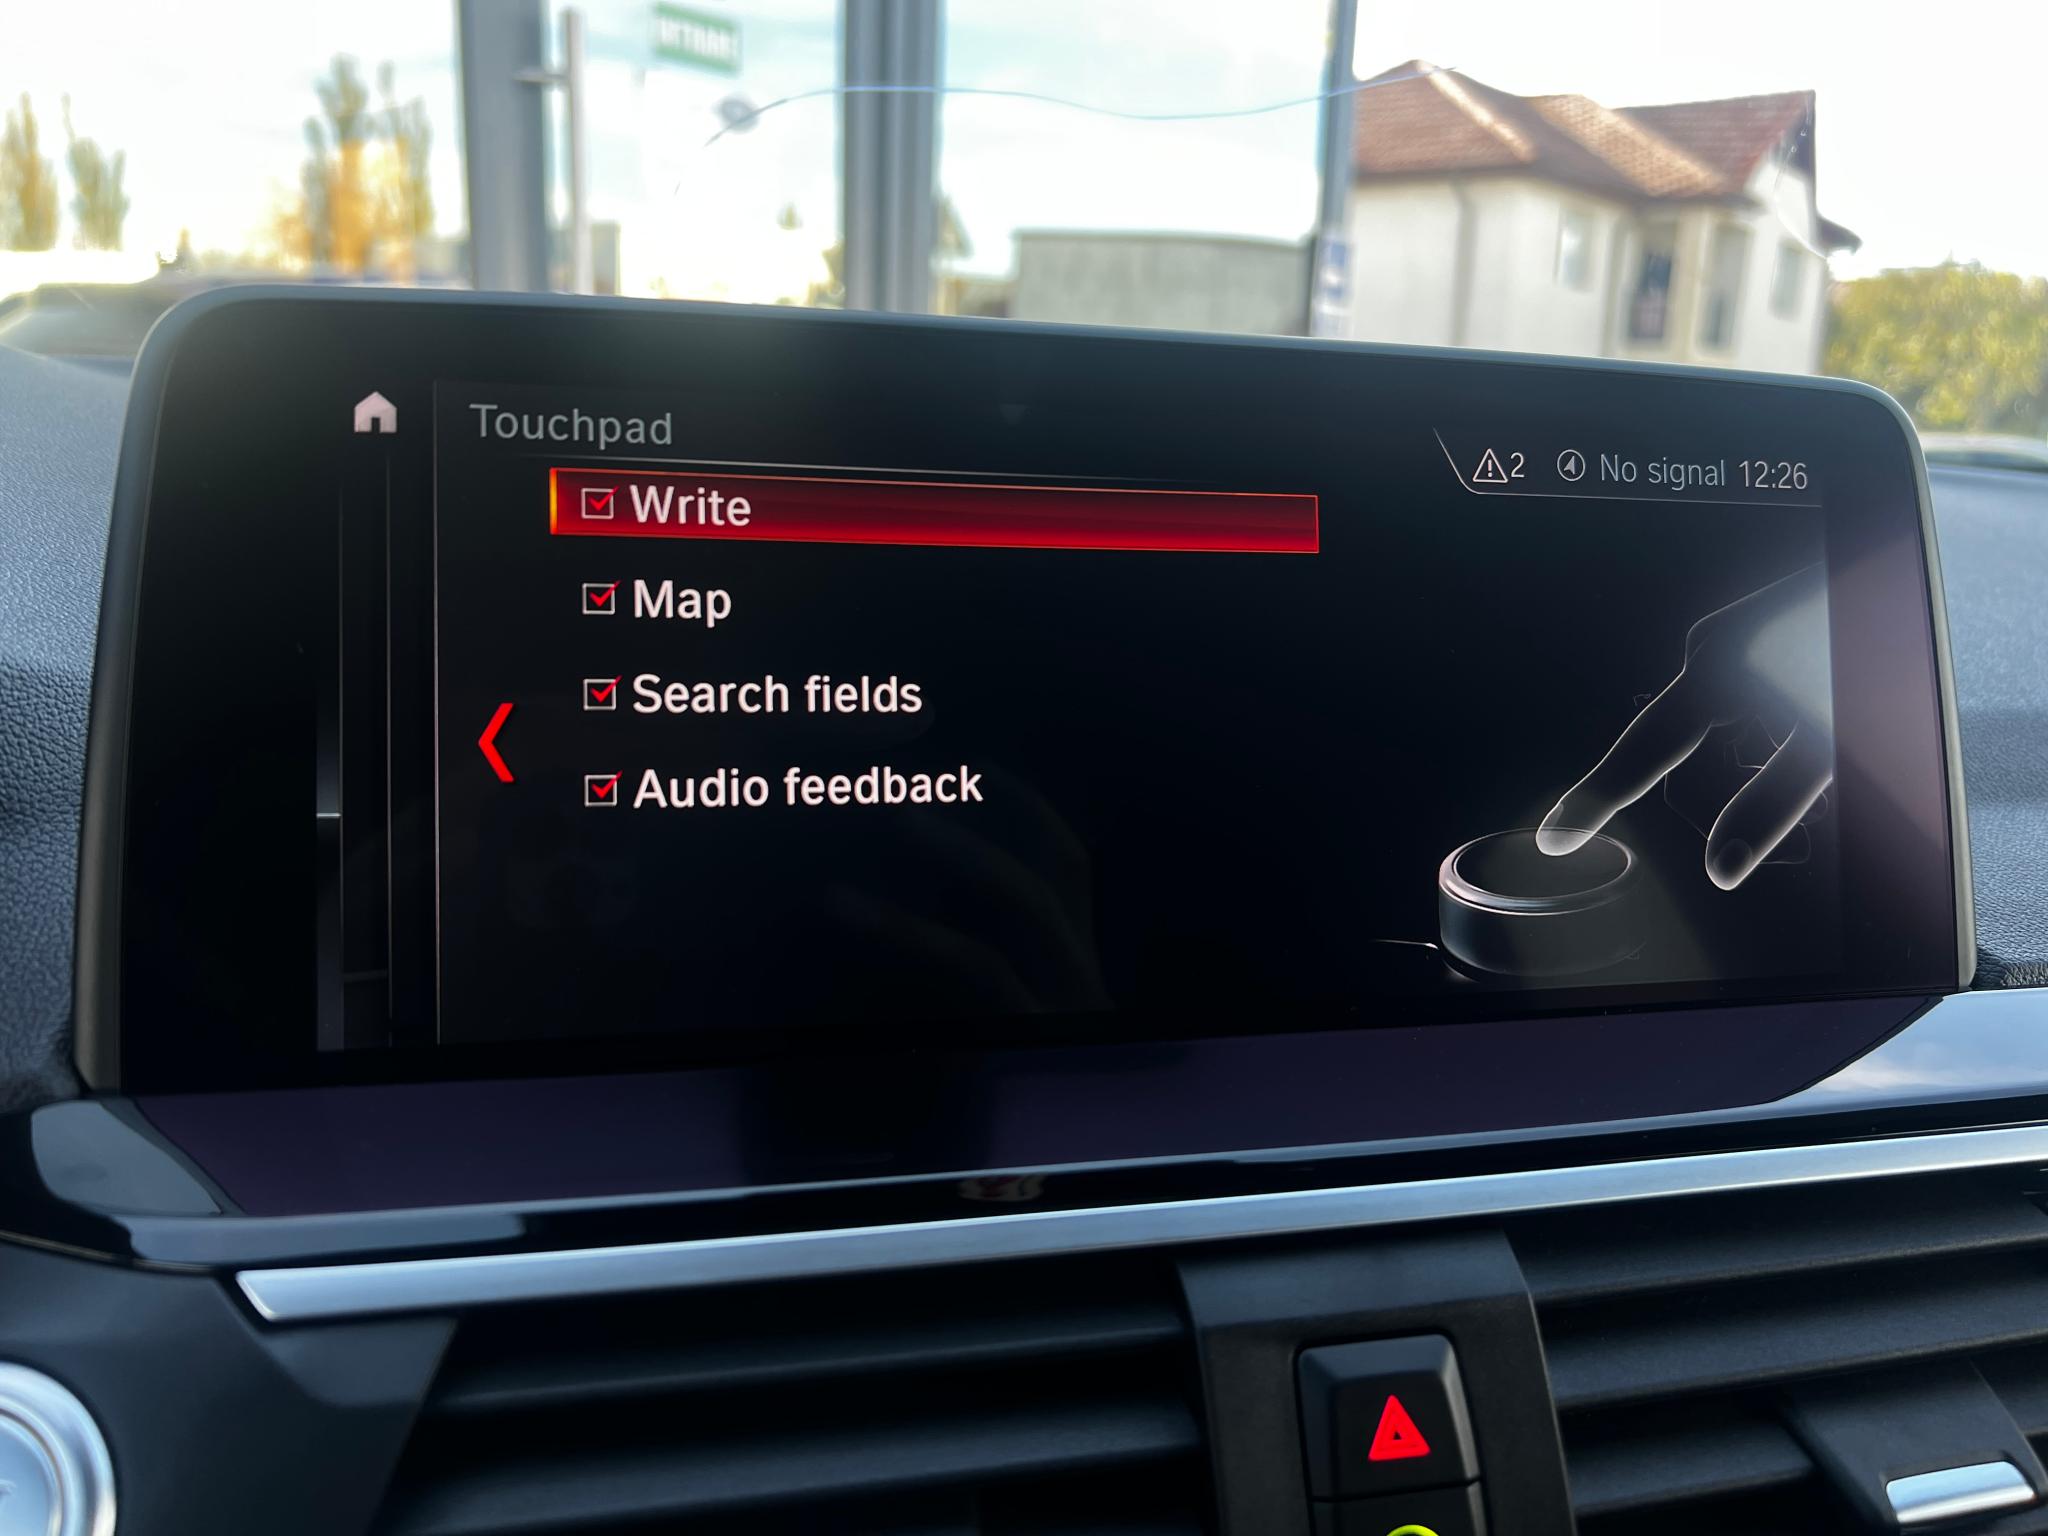 Touchpad
2 No signal 12:26
Write
Map
Search fields
Audio feedback